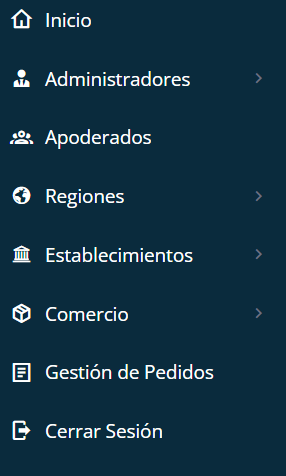 Inicio
Administradores
Apoderados
Regiones
Establecimientos
Comercio
Gestión de Pedidos
Cerrar Sesión